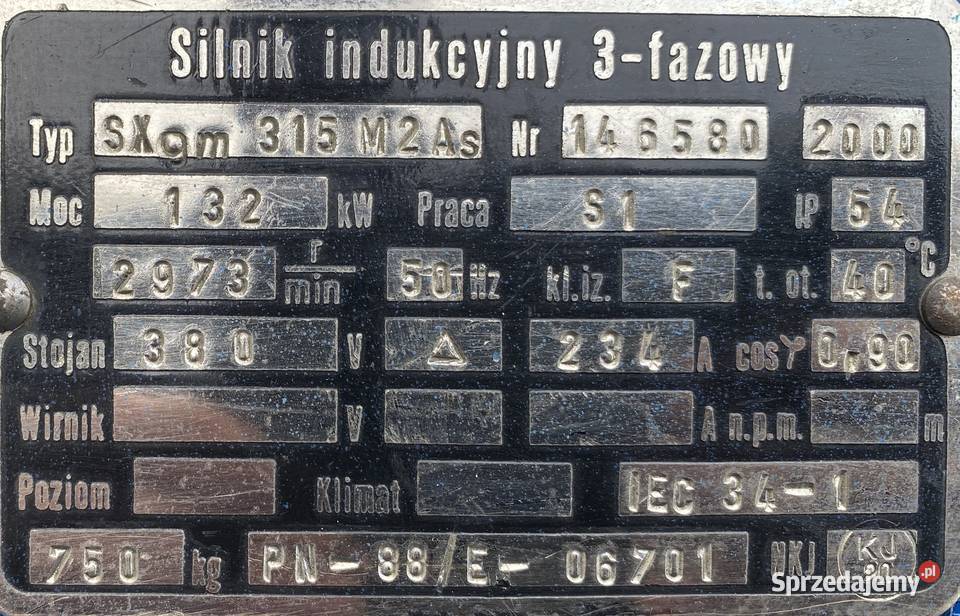 Silnik indukcyjny 3-fazowy
Typ SXgm 315 M2As Nr 146580 2000
Moc 132 kW Praca S1 IP 54
2973 r/min 50 Hz kl.iz. F t. ot. 40 °C
Stojan 380 V △ 234 A cosφ 0,90
Wirnik V A n.p.m. m
Poziom Klimat IEC 34-1
750 kg PN-88/E-06701 KJ
Sprzedajemy.pl